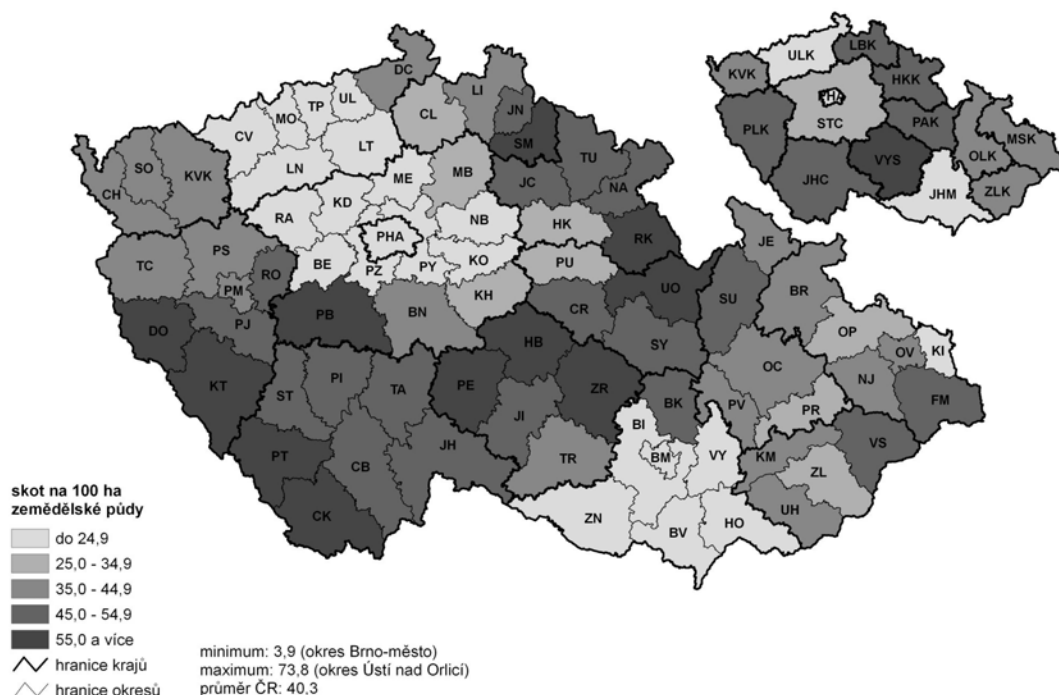 DC
UL
LI
TP
JN
MO
CL
CV
LT
SM
TU
LN
ME
MB
JC
SO
KVK
NA
CH
KD
RA
NB
HK
PHA
RK
JE
PS
KO
TC
BE
PZ
PY
PU
RO
BR
PM
KH
UO
SU
PB
BN
CR
PJ
DO
OP
HB
SY
OV
KI
OC
KT
PI
PE
ZR
NJ
ST
TA
BK
FM
PV
PR
JI
BI
JH
VS
PT
BM
VY
KM
CB
TR
ZL
UH
CK
ZN
HO
BV
ULK
LBK
KVK
HKK
PHA
STC
PLK
PAK
MSK
VYS
OLK
JHC
JHM
ZLK
skot na 100 ha
zemědělské půdy
do 24,9
25,0 - 34,9
35,0 - 44,9
45,0 - 54,9
55,0 a více
hranice krajů
hranice okresů
minimum: 3,9 (okres Brno-město)
maximum: 73,8 (okres Ústí nad Orlicí)
průměr ČR: 40,3